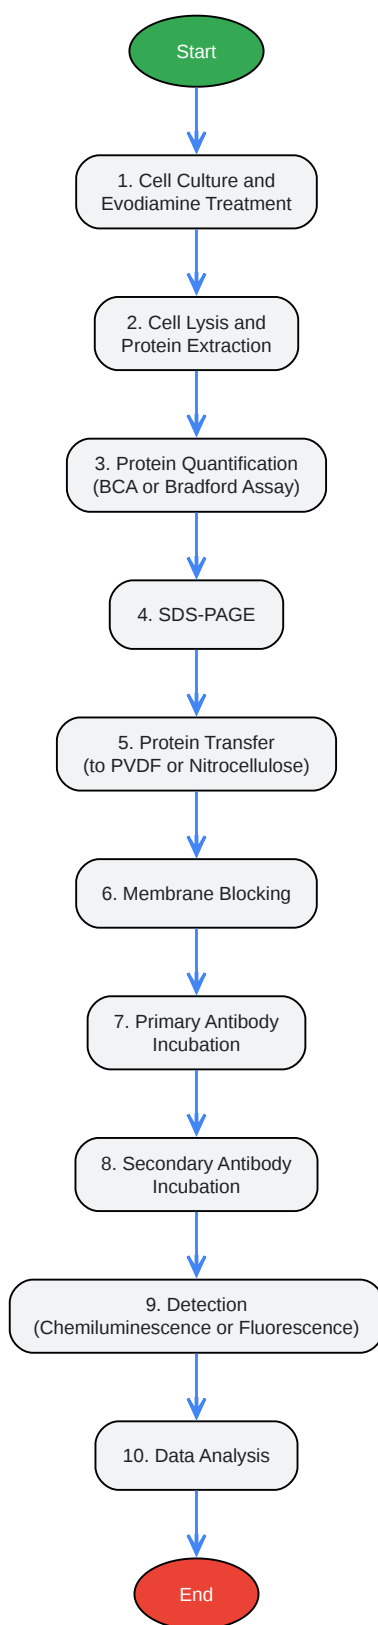 Start
1. Cell Culture and
Evodiamine Treatment
2. Cell Lysis and
Protein Extraction
3. Protein Quantification
(BCA or Bradford Assay)
4. SDS-PAGE
5. Protein Transfer
(to PVDF or Nitrocellulose)
6. Membrane Blocking
7. Primary Antibody
Incubation
8. Secondary Antibody
Incubation
9. Detection
(Chemiluminescence or Fluorescence)
10. Data Analysis
End